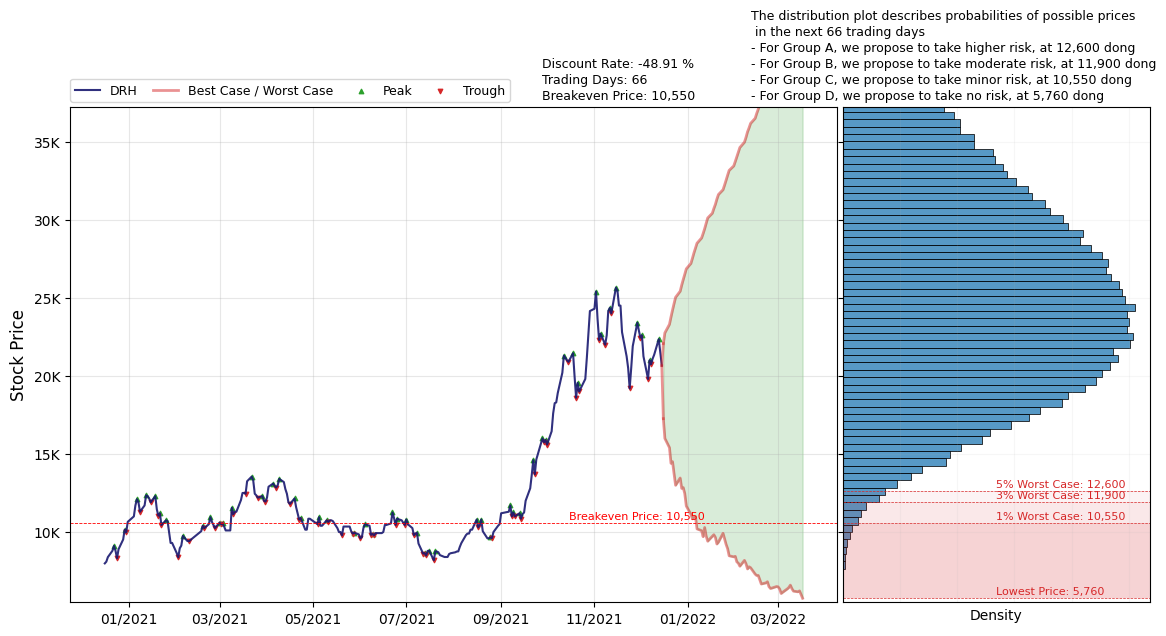 The distribution plot describes probabilities of possible prices
in the next 66 trading days
- For Group A, we propose to take higher risk, at 12,600 dong
- For Group B, we propose to take moderate risk, at 11,900 dong
- For Group C, we propose to take minor risk, at 10,550 dong
- For Group D, we propose to take no risk, at 5,760 dong
Discount Rate: -48.91 %
Trading Days: 66
Breakeven Price: 10,550
DRH
Best Case / Worst Case
Peak
Trough
Stock Price
35K
30K
25K
20K
15K
10K
Breakeven Price: 10,550
01/2021
03/2021
05/2021
07/2021
09/2021
11/2021
01/2022
03/2022
5% Worst Case: 12,600
3% Worst Case: 11,900
1% Worst Case: 10,550
Lowest Price: 5,760
Density